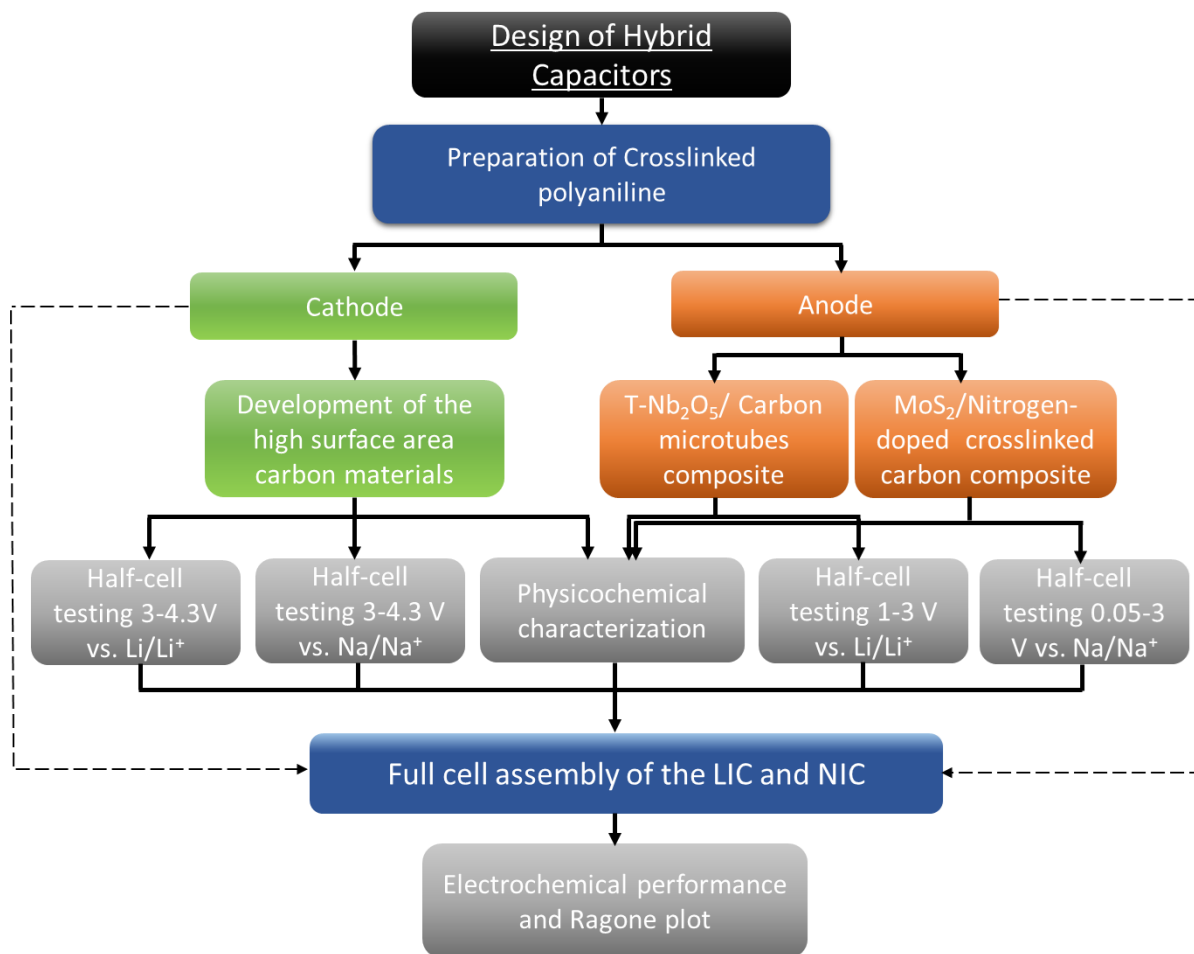 Design of Hybrid
Capacitors
Preparation of Crosslinked
polyaniline
Cathode
Anode
Development of the
high surface area
carbon materials
T-Nb₂O₅/ Carbon
microtubes
composite
MoS₂/Nitrogen-
doped crosslinked
carbon composite
Half-cell
testing 3-4.3V
vs. Li/Li⁺
Half-cell
testing 3-4.3 V
vs. Na/Na⁺
Physicochemical
characterization
Half-cell
testing 1-3 V
vs. Li/Li⁺
Half-cell
testing 0.05-3
V vs. Na/Na⁺
Full cell assembly of the LIC and NIC
Electrochemical performance
and Ragone plot